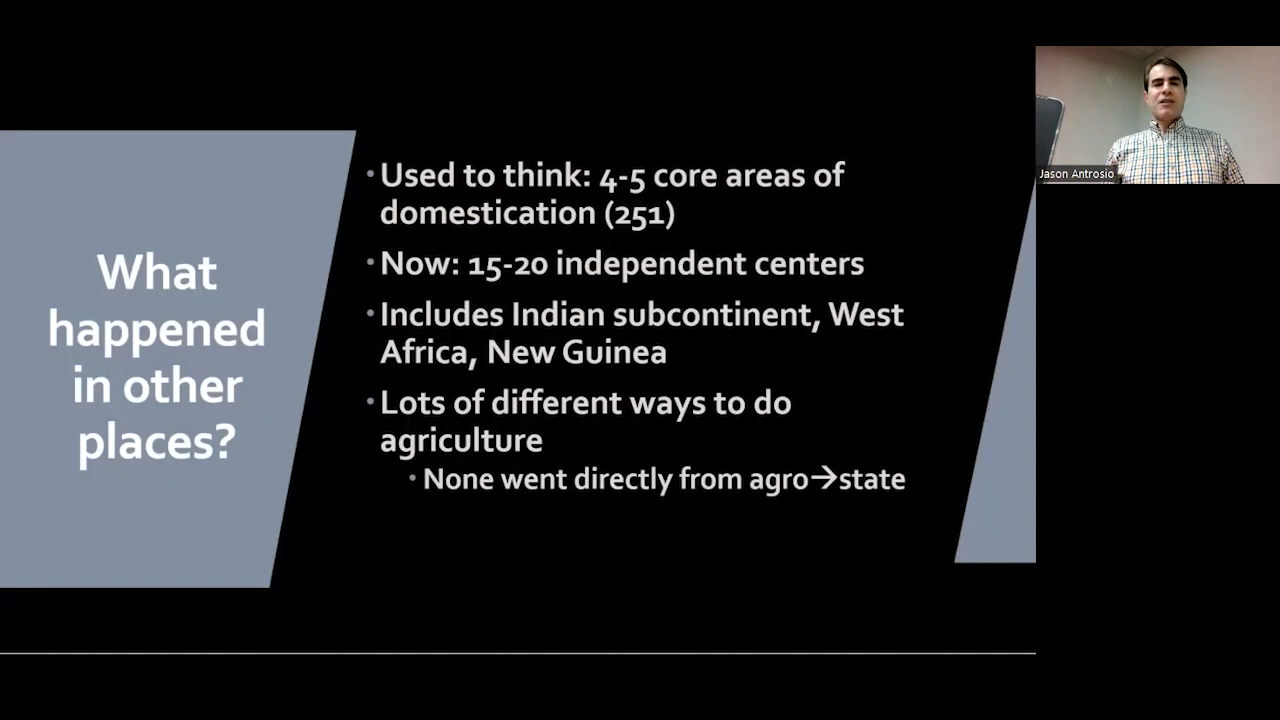 What
happened
in other
places?
• Used to think: 4-5 core areas of
domestication (251)
• Now: 15-20 independent centers
• Includes Indian subcontinent, West
Africa, New Guinea
• Lots of different ways to do
agriculture
• None went directly from agro→state
Jason Antrosio